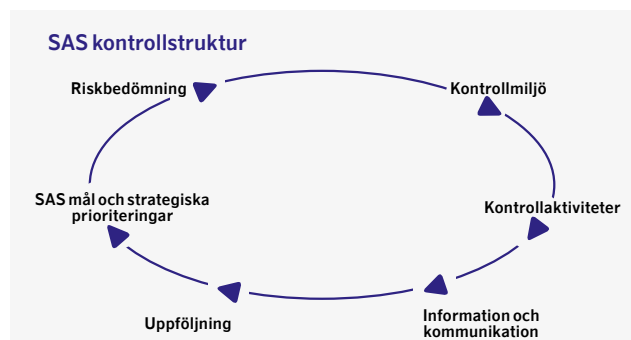 SAS kontrollstruktur
Riskbedömning
Kontrollmiljö
SAS mål och strategiska
prioriteringar
Kontrollaktiviteter
Uppföljning
Information och
kommunikation